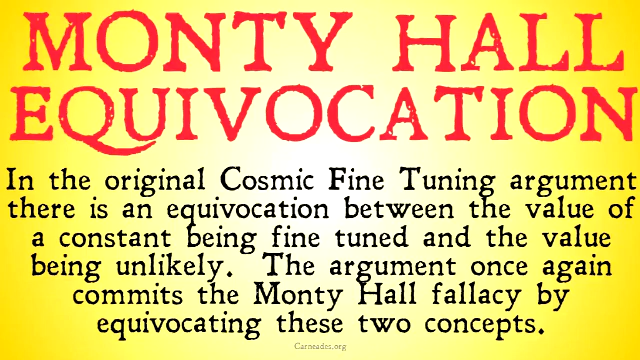 MONTY HALL
EQUIVOCATION
In the original Cosmic Fine Tuning argument
there is an equivocation between the value of
a constant being fine tuned and the value
being unlikely. The argument once again
commits the Monty Hall fallacy by
equivocating these two concepts.
Carneades.org